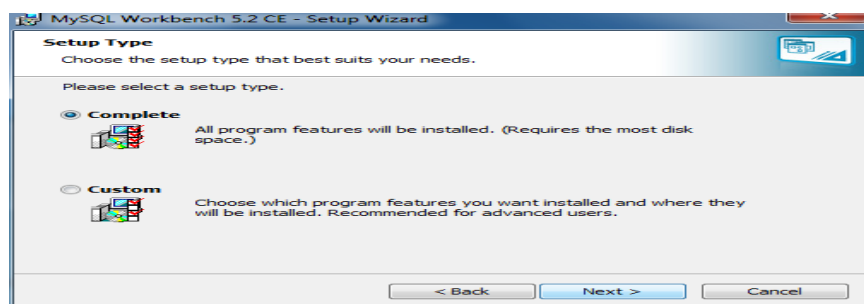 MySQL Workbench 5.2 CE - Setup Wizard
Setup Type
Choose the setup type that best suits your needs.
Please select a setup type.
Complete
All program features will be installed. (Requires the most disk
space.)
Custom
Choose which program features you want installed and where they
will be installed. Recommended for advanced users.
< Back Next > Cancel